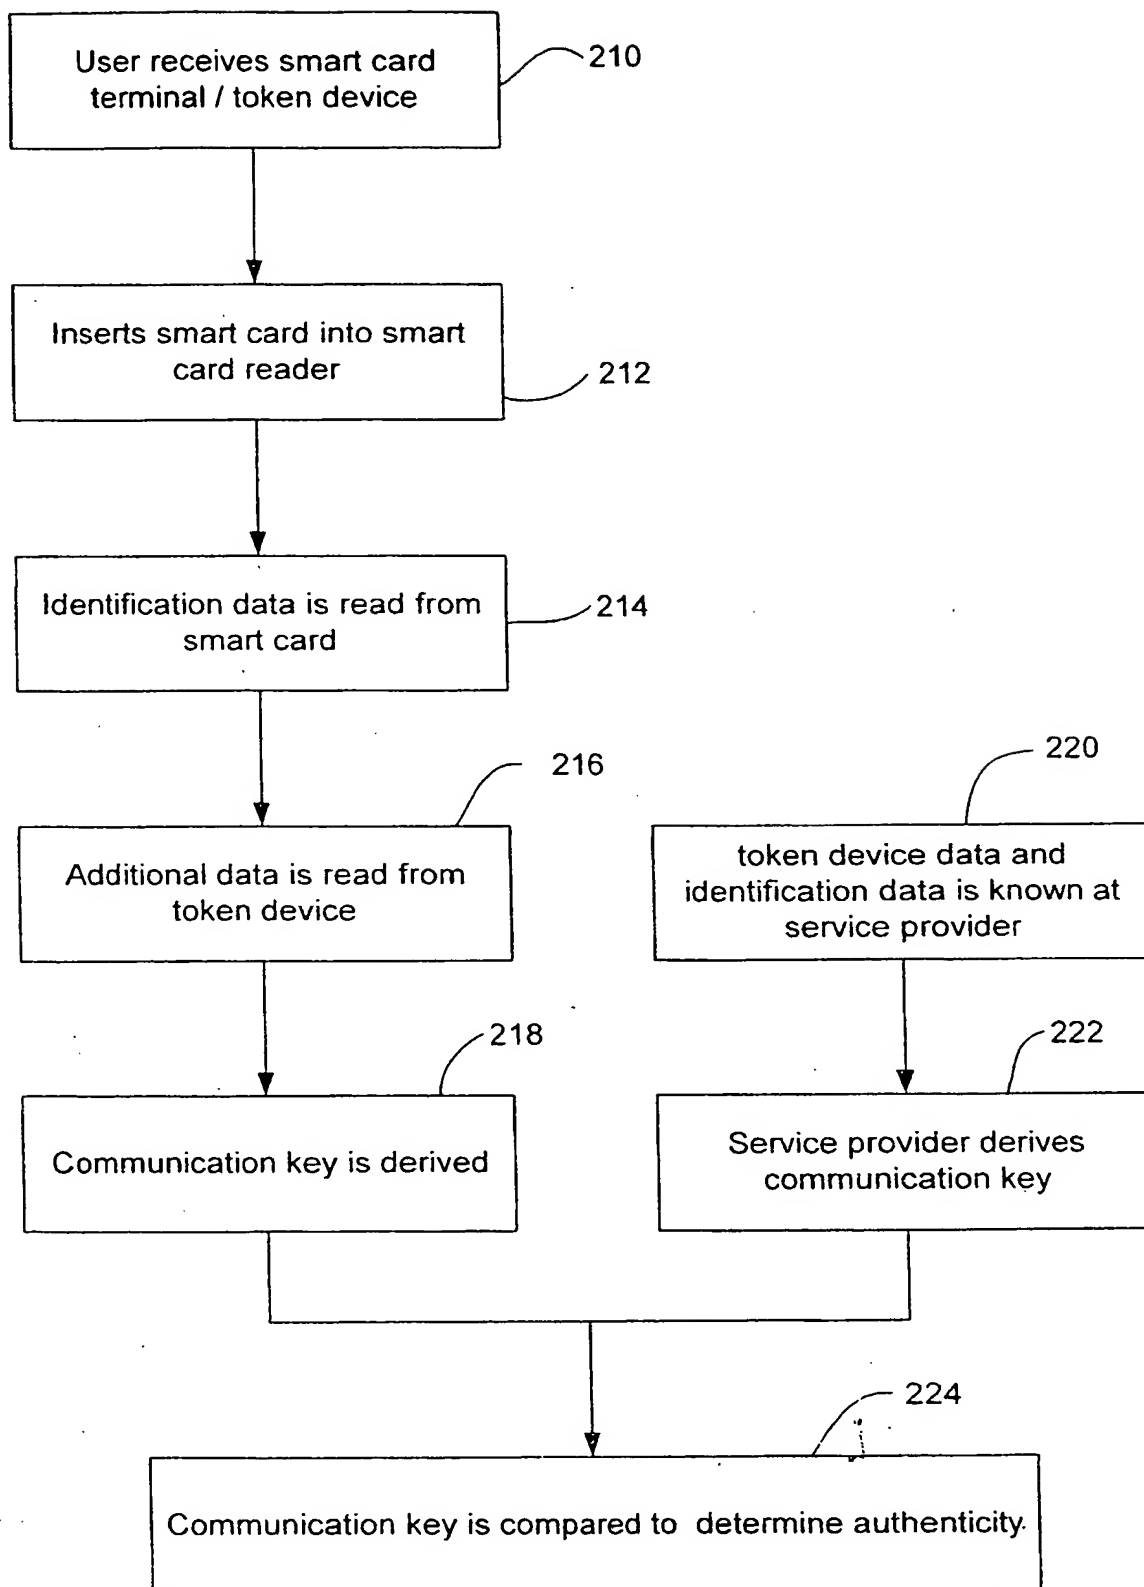 User receives smart card
terminal / token device
210
Inserts smart card into smart
card reader
212
Identification data is read from
smart card
214
216
Additional data is read from
token device
220
token device data and
identification data is known at
service provider
218
Communication key is derived
222
Service provider derives
communication key
224
Communication key is compared to determine authenticity.